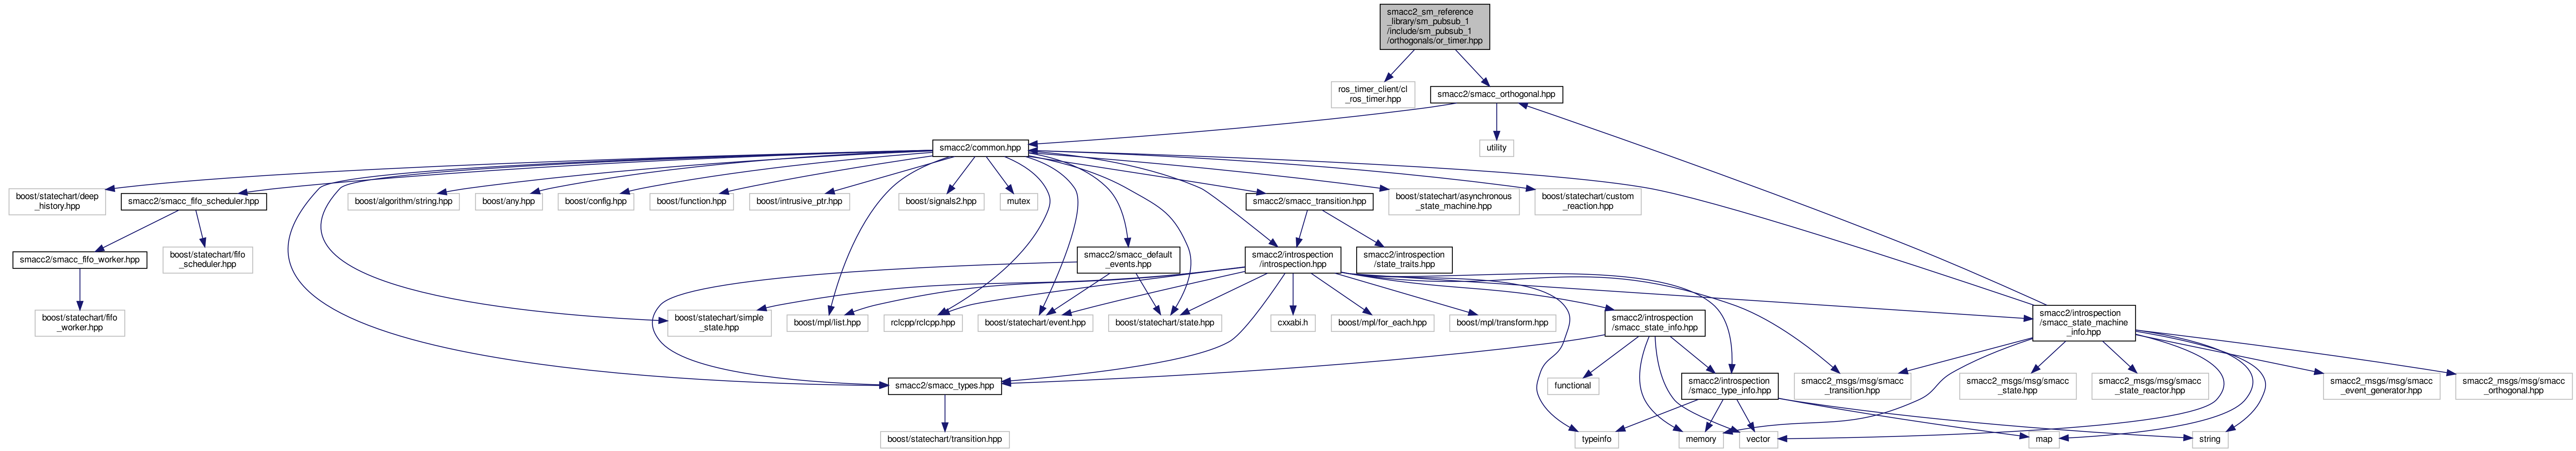 smacc2_sm_reference
_library/sm_pubsub_1
/include/sm_pubsub_1
/orthogonals/or_timer.hpp
ros_timer_client/cl
_ros_timer.hpp
smacc2/smacc_orthogonal.hpp
smacc2/common.hpp
utility
boost/statechart/deep
_history.hpp
smacc2/smacc_fifo_scheduler.hpp
boost/algorithm/string.hpp
boost/any.hpp
boost/config.hpp
boost/function.hpp
boost/intrusive_ptr.hpp
boost/signals2.hpp
mutex
smacc2/smacc_transition.hpp
boost/statechart/asynchronous
_state_machine.hpp
boost/statechart/custom
_reaction.hpp
smacc2/smacc_fifo_worker.hpp
boost/statechart/fifo
_scheduler.hpp
smacc2/smacc_default
_events.hpp
smacc2/introspection
/introspection.hpp
smacc2/introspection
/state_traits.hpp
boost/statechart/fifo
_worker.hpp
boost/statechart/simple
_state.hpp
boost/mpl/list.hpp
rclcpp/rclcpp.hpp
boost/statechart/event.hpp
boost/statechart/state.hpp
cxxabi.h
boost/mpl/for_each.hpp
boost/mpl/transform.hpp
smacc2/introspection
/smacc_state_info.hpp
smacc2/introspection
/smacc_state_machine
_info.hpp
smacc2/smacc_types.hpp
functional
smacc2/introspection
/smacc_type_info.hpp
smacc2_msgs/msg/smacc
_transition.hpp
smacc2_msgs/msg/smacc
_state.hpp
smacc2_msgs/msg/smacc
_state_reactor.hpp
smacc2_msgs/msg/smacc
_event_generator.hpp
smacc2_msgs/msg/smacc
_orthogonal.hpp
boost/statechart/transition.hpp
typeinfo
memory
vector
map
string